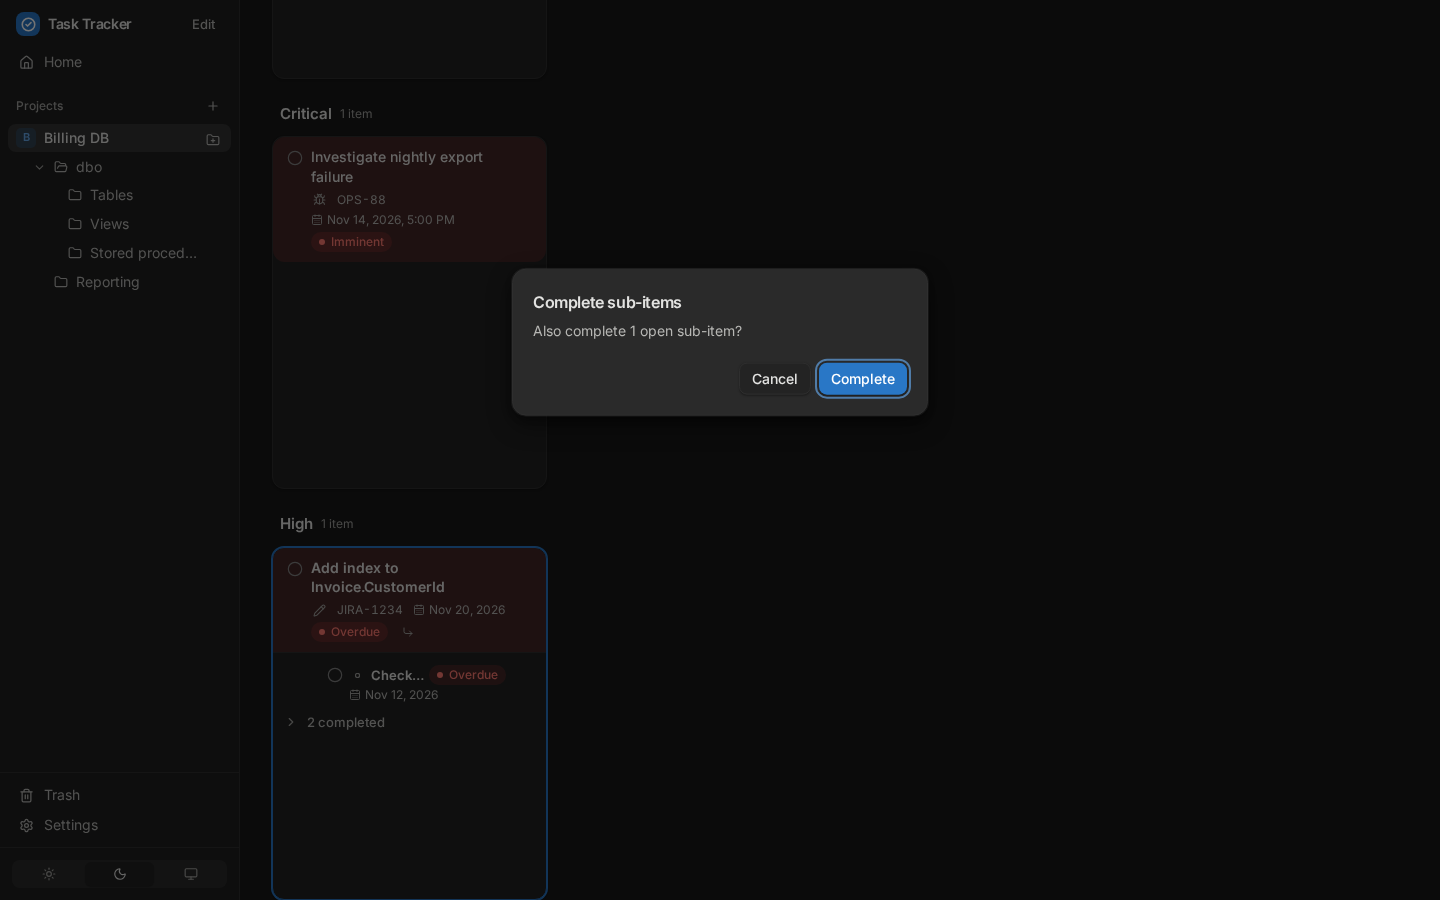 Task Tracker
Edit
Home
Projects
B
Billing DB
dbo
Tables
Views
Stored proced...
Reporting
Trash
Settings
Critical 1 item
Investigate nightly export
failure
OPS-88
Nov 14, 2026, 5:00 PM
Imminent
Complete sub-items
Also complete 1 open sub-item?
Cancel
Complete
High 1 item
Add index to
Invoice.CustomerId
JIRA-1234 Nov 20, 2026
Overdue
Check... Overdue
Nov 12, 2026
2 completed